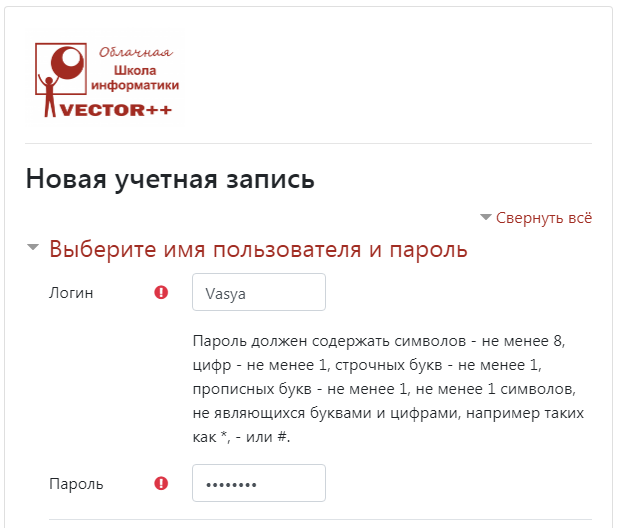 Облачная
Школа
информатики
VECTOR++
Новая учетная запись
Свернуть всё
Выберите имя пользователя и пароль
Логин
Vasya
Пароль должен содержать символов - не менее 8,
цифр - не менее 1, строчных букв - не менее 1,
прописных букв - не менее 1, не менее 1 символов,
не являющихся буквами и цифрами, например таких
как *, - или #.
Пароль
••••••••